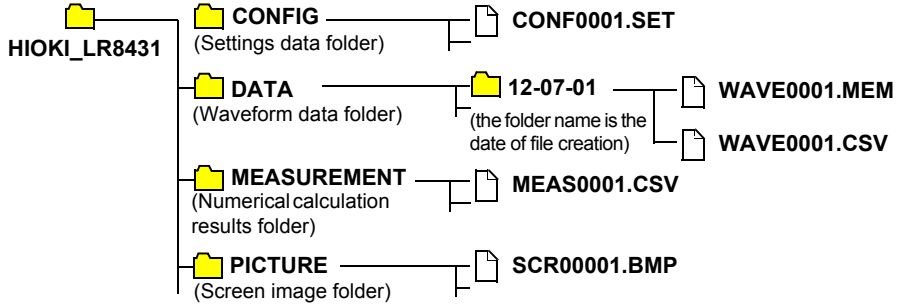 HIOKI_LR8431
CONFIG
(Settings data folder)
CONF0001.SET
DATA
(Waveform data folder)
12-07-01
(the folder name is the
date of file creation)
WAVE0001.MEM
WAVE0001.CSV
MEASUREMENT
(Numerical calculation
results folder)
MEAS0001.CSV
PICTURE
(Screen image folder)
SCR00001.BMP